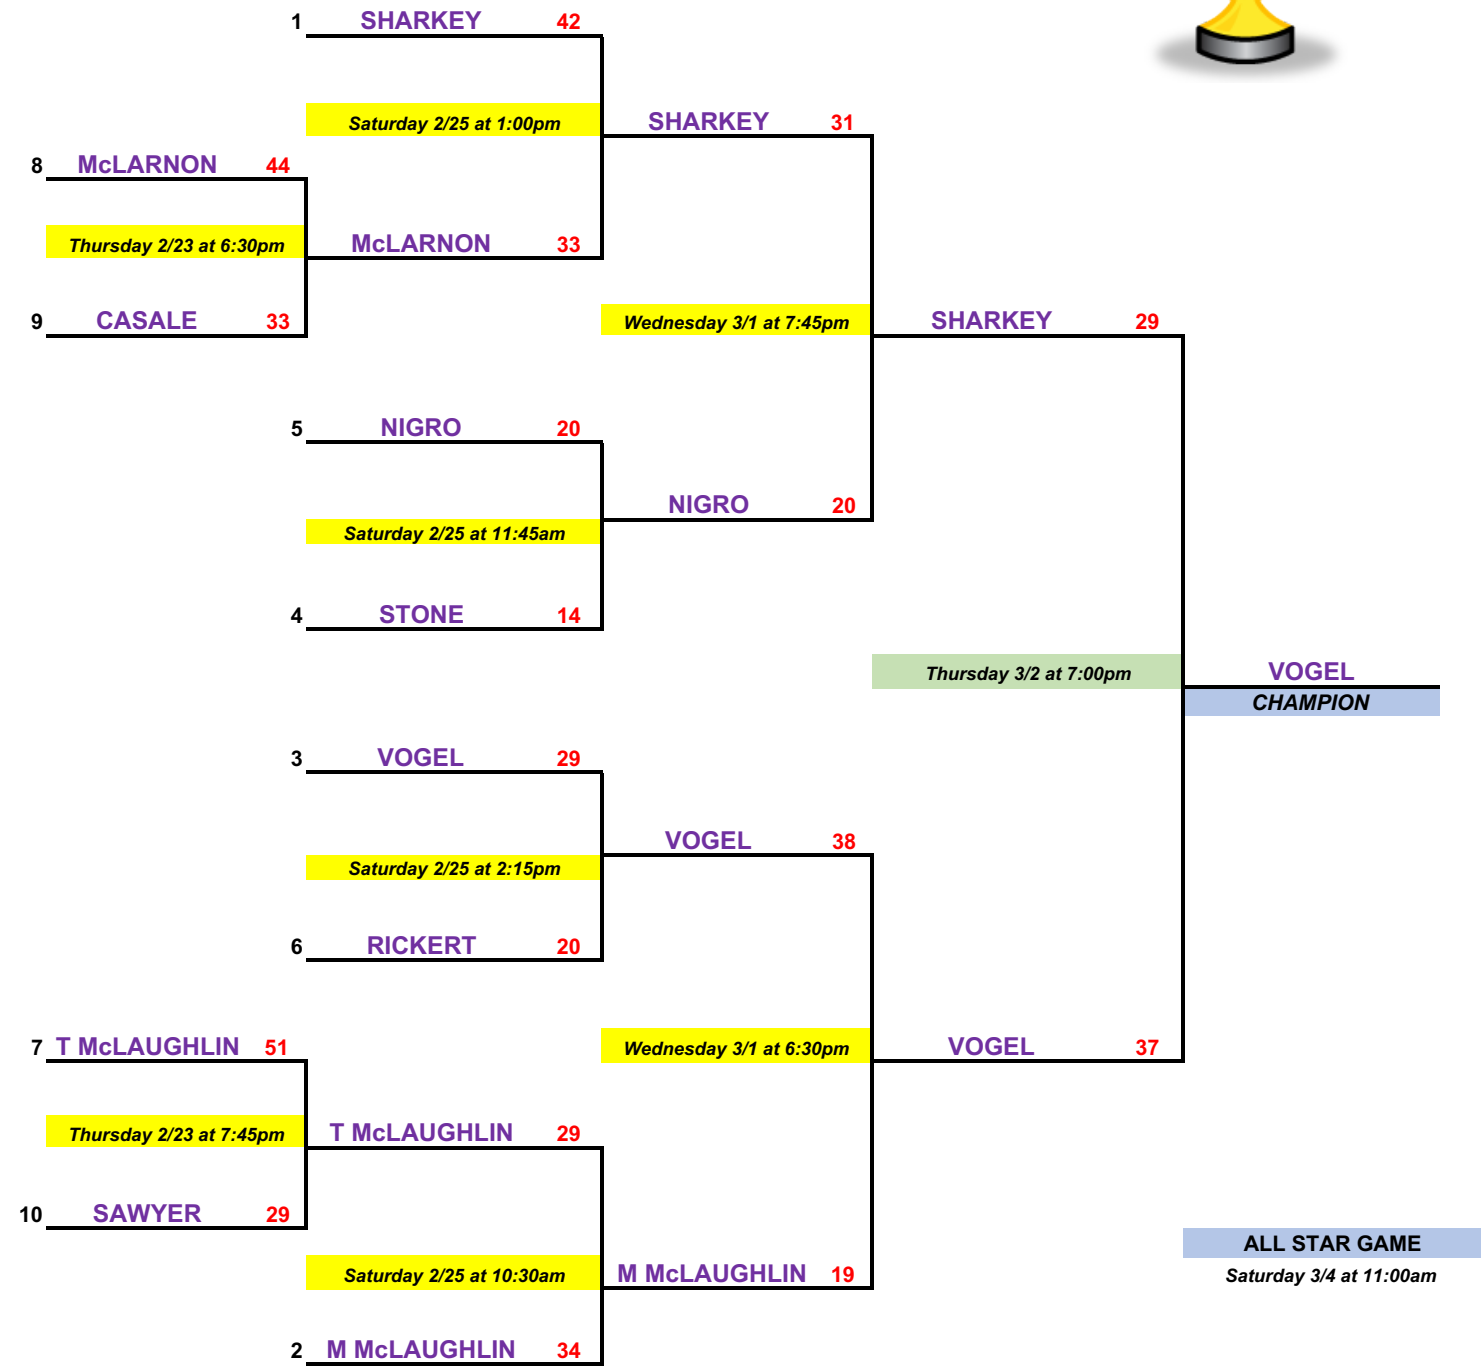 1 SHARKEY 42
Saturday 2/25 at 1:00pm
SHARKEY 31
8 McLARNON 44
Thursday 2/23 at 6:30pm
McLARNON 33
9 CASALE 33
Wednesday 3/1 at 7:45pm
SHARKEY 29
5 NIGRO 20
NIGRO 20
Saturday 2/25 at 11:45am
4 STONE 14
Thursday 3/2 at 7:00pm
VOGEL
CHAMPION
3 VOGEL 29
VOGEL 38
Saturday 2/25 at 2:15pm
6 RICKERT 20
7 T McLAUGHLIN 51
Wednesday 3/1 at 6:30pm
VOGEL 37
Thursday 2/23 at 7:45pm
T McLAUGHLIN 29
10 SAWYER 29
ALL STAR GAME
Saturday 3/4 at 11:00am
Saturday 2/25 at 10:30am
M McLAUGHLIN 19
2 M McLAUGHLIN 34